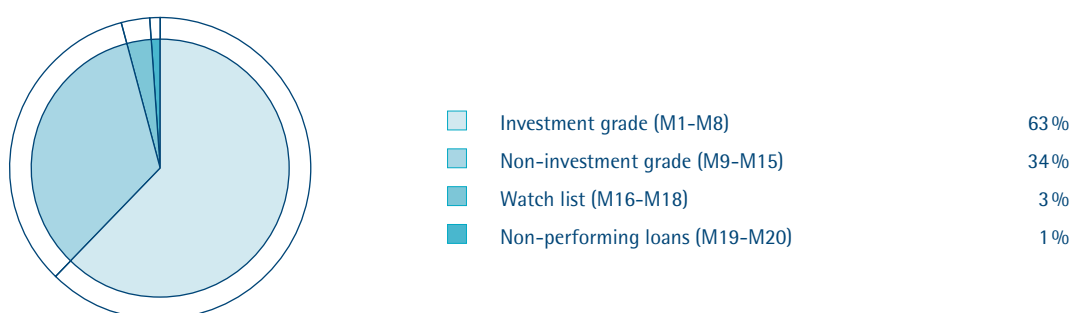 Investment grade (M1-M8) 63 %
Non-investment grade (M9-M15) 34 %
Watch list (M16-M18) 3 %
Non-performing loans (M19-M20) 1 %